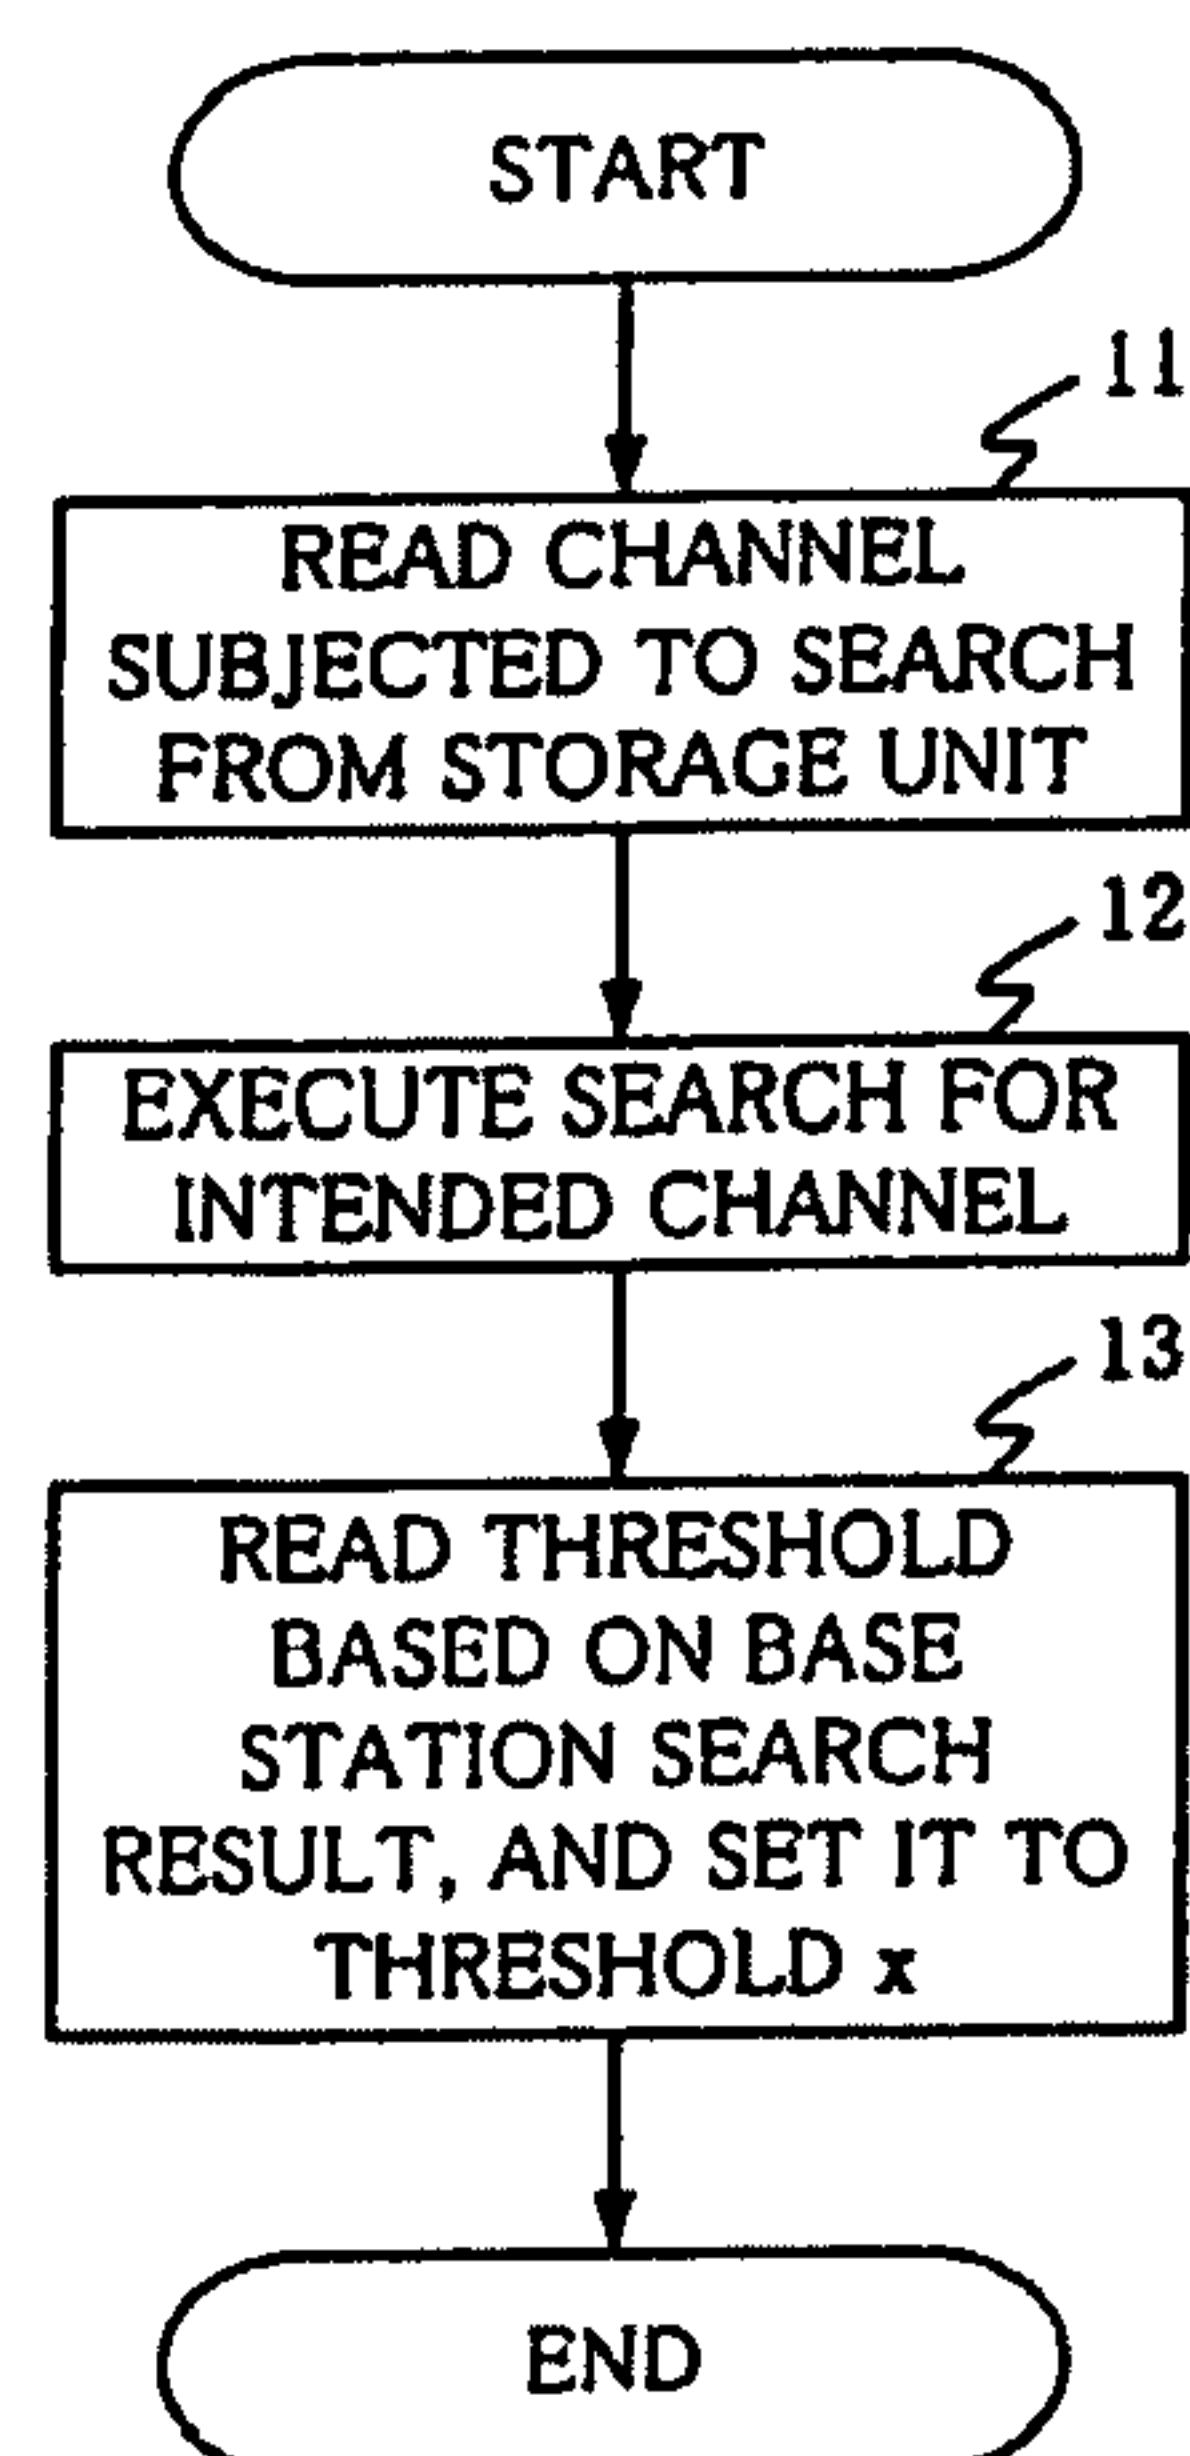 START
11
READ CHANNEL
SUBJECTED TO SEARCH
FROM STORAGE UNIT
12
EXECUTE SEARCH FOR
INTENDED CHANNEL
13
READ THRESHOLD
BASED ON BASE
STATION SEARCH
RESULT, AND SET IT TO
THRESHOLD x
END